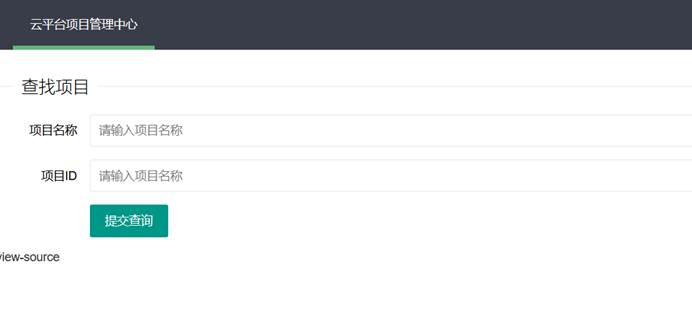 云平台项目管理中心
查找项目
项目名称 请输入项目名称
项目ID 请输入项目名称
提交查询
view-source